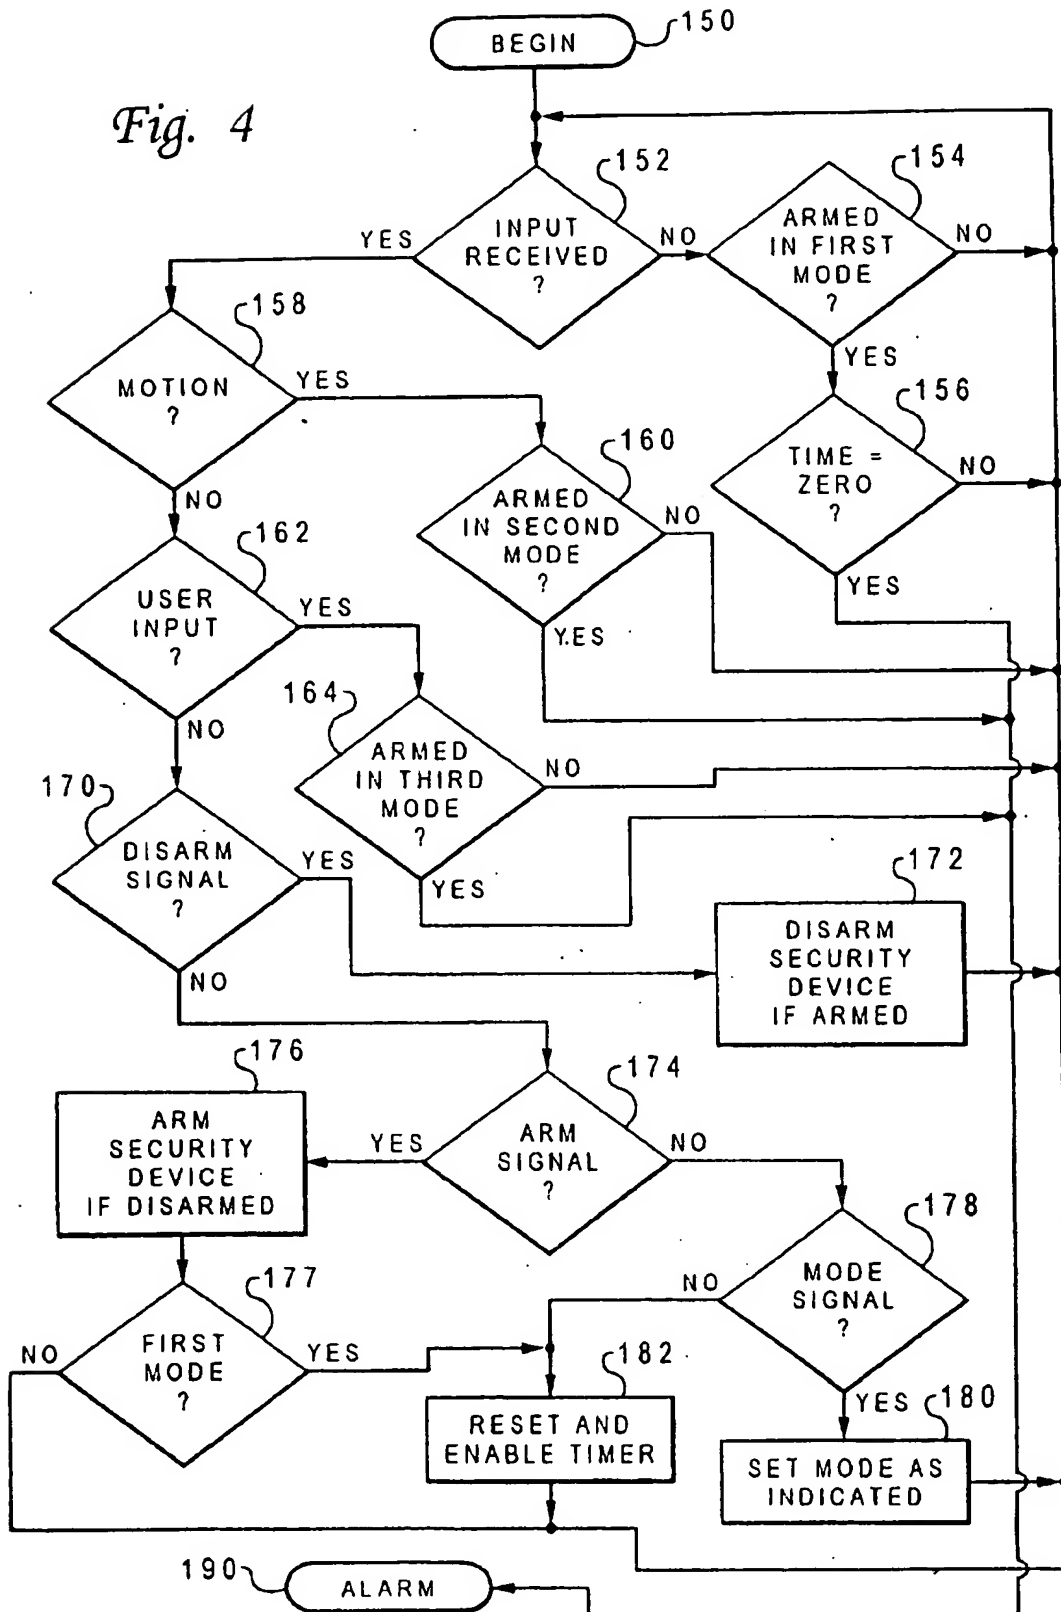 BEGIN
150
Fig. 4
152
154
INPUT
RECEIVED
?
YES
NO
ARMED
IN FIRST
MODE
?
NO
YES
158
MOTION
?
YES
NO
156
TIME =
ZERO
?
NO
YES
160
ARMED
IN SECOND
MODE
?
NO
YES
162
USER
INPUT
?
YES
NO
164
ARMED
IN THIRD
MODE
?
NO
YES
170
DISARM
SIGNAL
?
YES
NO
172
DISARM
SECURITY
DEVICE
IF ARMED
176
ARM
SECURITY
DEVICE
IF DISARMED
174
ARM
SIGNAL
?
YES
NO
178
MODE
SIGNAL
?
NO
YES
177
FIRST
MODE
?
NO
YES
182
RESET AND
ENABLE TIMER
180
SET MODE AS
INDICATED
190
ALARM